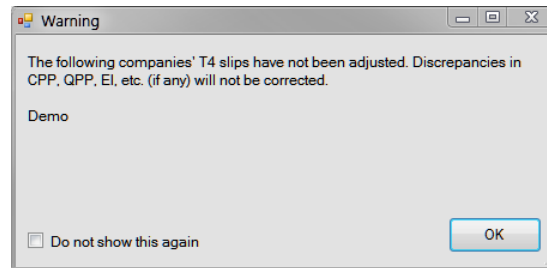 Warning
The following companies' T4 slips have not been adjusted. Discrepancies in
CPP, QPP, EI, etc. (if any) will not be corrected.
Demo
Do not show this again
OK